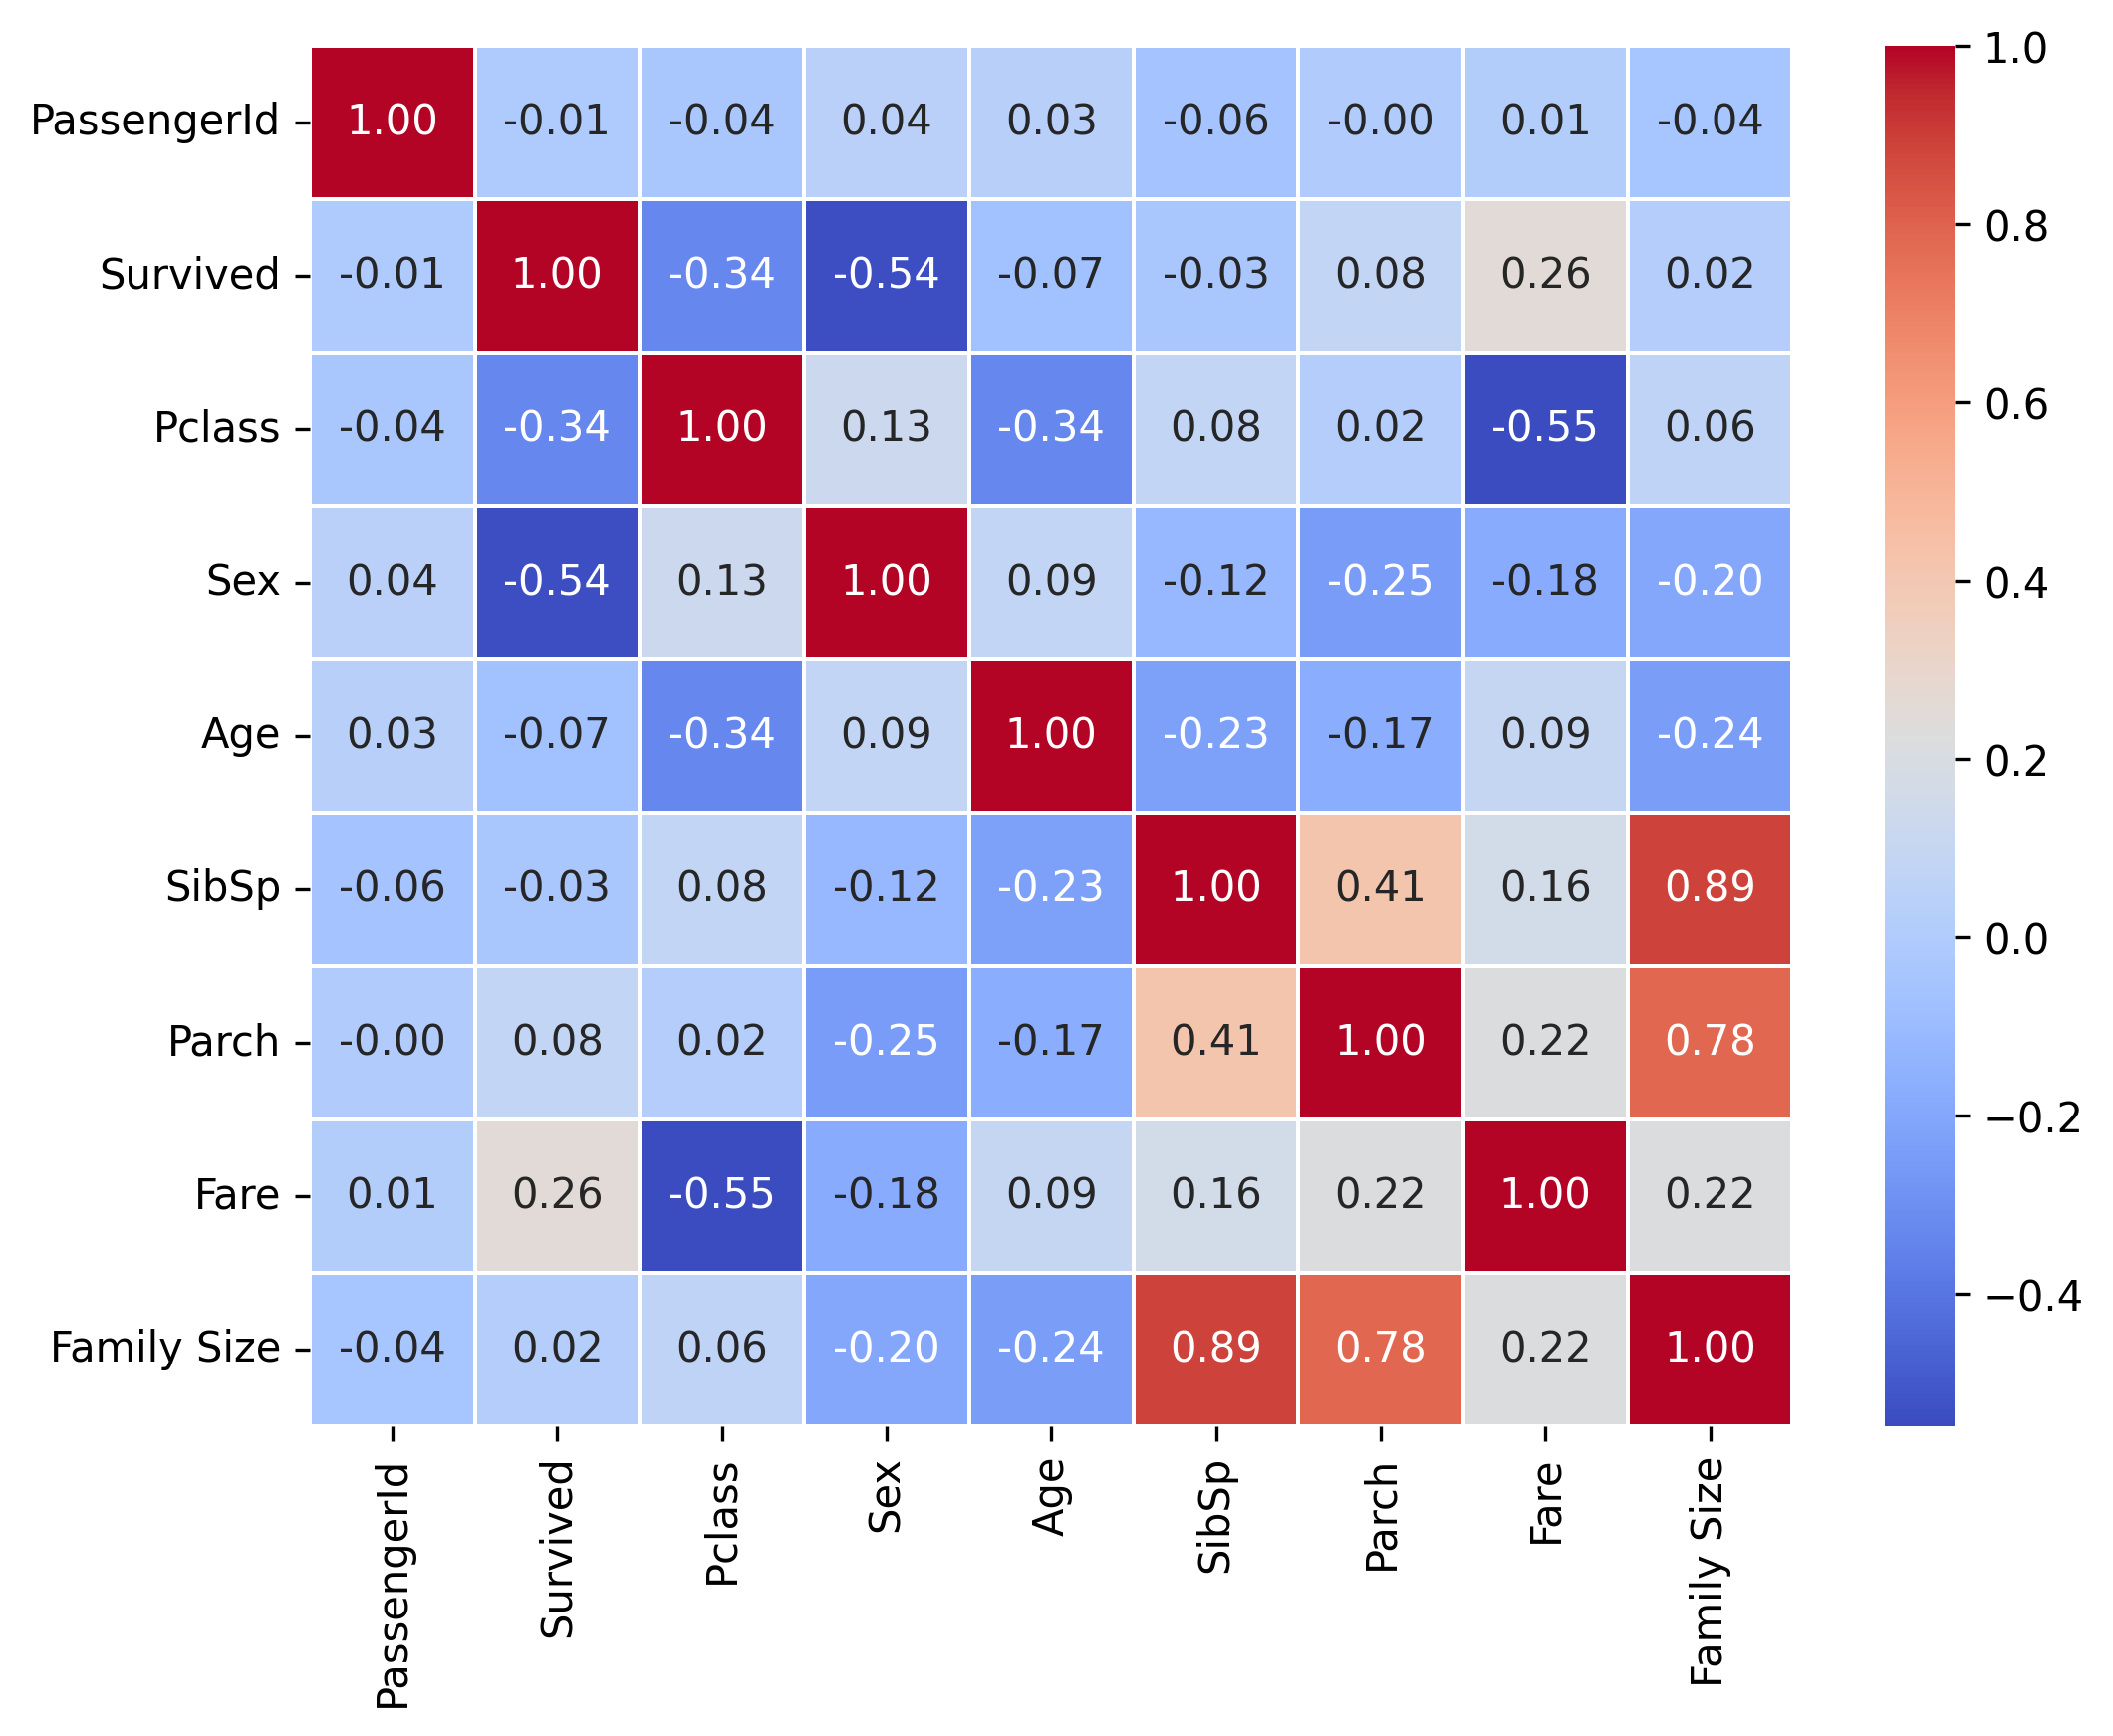 PassengerId 1.00 -0.01 -0.04 0.04 0.03 -0.06 -0.00 0.01 -0.04
Survived -0.01 1.00 -0.34 -0.54 -0.07 -0.03 0.08 0.26 0.02
Pclass -0.04 -0.34 1.00 0.13 -0.34 0.08 0.02 -0.55 0.06
Sex 0.04 -0.54 0.13 1.00 0.09 -0.12 -0.25 -0.18 -0.20
Age 0.03 -0.07 -0.34 0.09 1.00 -0.23 -0.17 0.09 -0.24
SibSp -0.06 -0.03 0.08 -0.12 -0.23 1.00 0.41 0.16 0.89
Parch -0.00 0.08 0.02 -0.25 -0.17 0.41 1.00 0.22 0.78
Fare 0.01 0.26 -0.55 -0.18 0.09 0.16 0.22 1.00 0.22
Family Size -0.04 0.02 0.06 -0.20 -0.24 0.89 0.78 0.22 1.00
PassengerId
Survived
Pclass
Sex
Age
SibSp
Parch
Fare
Family Size
1.0
0.8
0.6
0.4
0.2
0.0
−0.2
−0.4